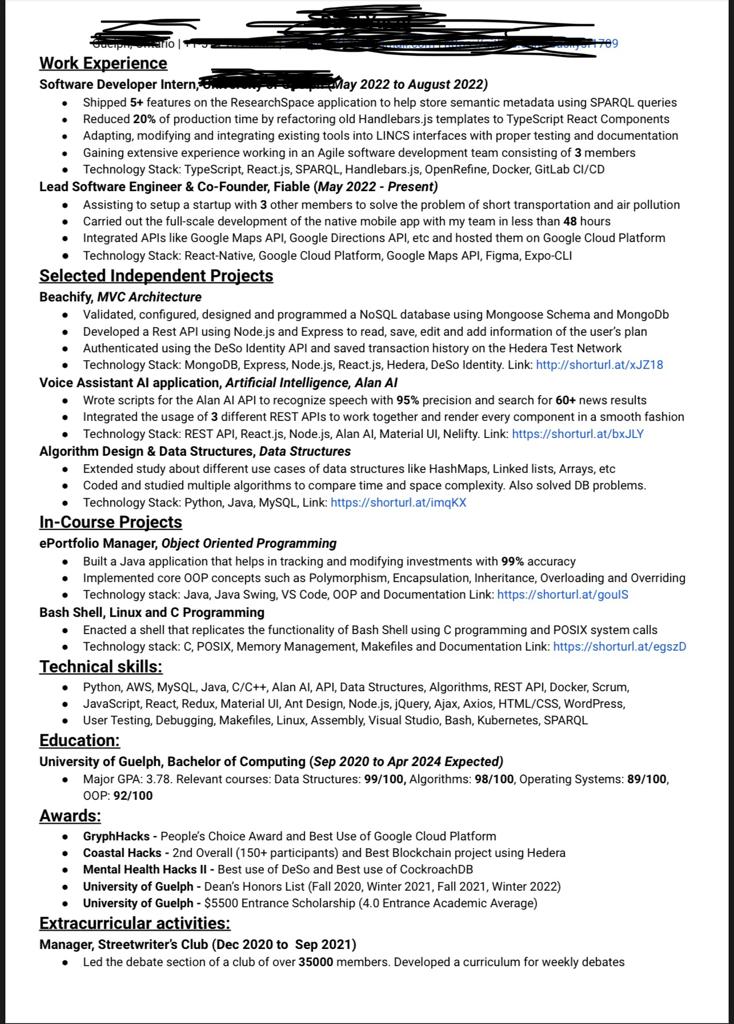 Guelph, Ontario |
Work Experience
Software Developer Intern, (May 2022 to August 2022)
● Shipped 5+ features on the ResearchSpace application to help store semantic metadata using SPARQL queries
● Reduced 20% of production time by refactoring old Handlebar.js templates to TypeScript React Components
● Adapting, modifying and integrating existing tools into LINCS interfaces with proper testing and documentation
● Gaining extensive experience working in an Agile software development team consisting of 3 members
● Technology Stack: TypeScript, React.js, SPARQL, Handlebars.js, OpenRefine, Docker, GitLab CI/CD
Lead Software Engineer & Co-Founder, Fiable (May 2022 - Present)
● Assisting to setup a startup with 3 other members to solve the problem of short transportation and air pollution
● Carried out the full-scale development of the native mobile app with my team in less than 48 hours
● Integrated APIs like Google Maps API, Google Directions API, etc and hosted them on Google Cloud Platform
● Technology Stack: React-Native, Google Cloud Platform, Google Maps API, Figma, Expo-CLI
Selected Independent Projects
Beachify, MVC Architecture
● Validated, configured, designed and programmed a NoSQL database using Mongoose Schema and MongoDb
● Developed a Rest API using Node.js and Express to read, save, edit and add information of the user's plan
● Authenticated using the DeSo Identity API and saved transaction history on the Hedera Test Network
● Technology Stack: MongoDB, Express, Node.js, React.js, Hedera, DeSo Identity. Link: http://shorturl.at/xJZ18
Voice Assistant AI application, Artificial Intelligence, Alan AI
● Wrote scripts for the Alan AI API to recognize speech with 95% precision and search for 60+ news results
● Integrated the usage of 3 different REST APIs to work together and render every component in a smooth fashion
● Technology Stack: REST API, React.js, Node.js, Alan AI, Material UI, Nelifty. Link: https://shorturl.at/bxJLY
Algorithm Design & Data Structures, Data Structures
● Extended study about different use cases of data structures like HashMaps, Linked lists, Arrays, etc
● Coded and studied multiple algorithms to compare time and space complexity. Also solved DB problems.
● Technology Stack: Python, Java, MySQL, Link: https://shorturl.at/imqKX
In-Course Projects
ePortfolio Manager, Object Oriented Programming
● Built a Java application that helps in tracking and modifying investments with 99% accuracy
● Implemented core OOP concepts such as Polymorphism, Encapsulation, Inheritance, Overloading and Overriding
● Technology stack: Java, Java Swing, VS Code, OOP and Documentation Link: https://shorturl.at/gouIS
Bash Shell, Linux and C Programming
● Enacted a shell that replicates the functionality of Bash Shell using C programming and POSIX system calls
● Technology stack: C, POSIX, Memory Management, Makefiles and Documentation Link: https://shorturl.at/egszD
Technical skills:
● Python, AWS, MySQL, Java, C/C++, Alan AI, API, Data Structures, Algorithms, REST API, Docker, Scrum,
● JavaScript, React, Redux, Material UI, Ant Design, Node.js, jQuery, Ajax, Axios, HTML/CSS, WordPress,
● User Testing, Debugging, Makefiles, Linux, Assembly, Visual Studio, Bash, Kubernetes, SPARQL
Education:
University of Guelph, Bachelor of Computing (Sep 2020 to Apr 2024 Expected)
● Major GPA: 3.78. Relevant courses: Data Structures: 99/100, Algorithms: 98/100, Operating Systems: 89/100,
OOP: 92/100
Awards:
● GryphHacks - People's Choice Award and Best Use of Google Cloud Platform
● Coastal Hacks - 2nd Overall (150+ participants) and Best Blockchain project using Hedera
● Mental Health Hacks II - Best use of DeSo and Best use of CockroachDB
● University of Guelph - Dean's Honors List (Fall 2020, Winter 2021, Fall 2021, Winter 2022)
● University of Guelph - $5500 Entrance Scholarship (4.0 Entrance Academic Average)
Extracurricular activities:
Manager, Streetwriter's Club (Dec 2020 to Sep 2021)
● Led the debate section of a club of over 35000 members. Developed a curriculum for weekly debates